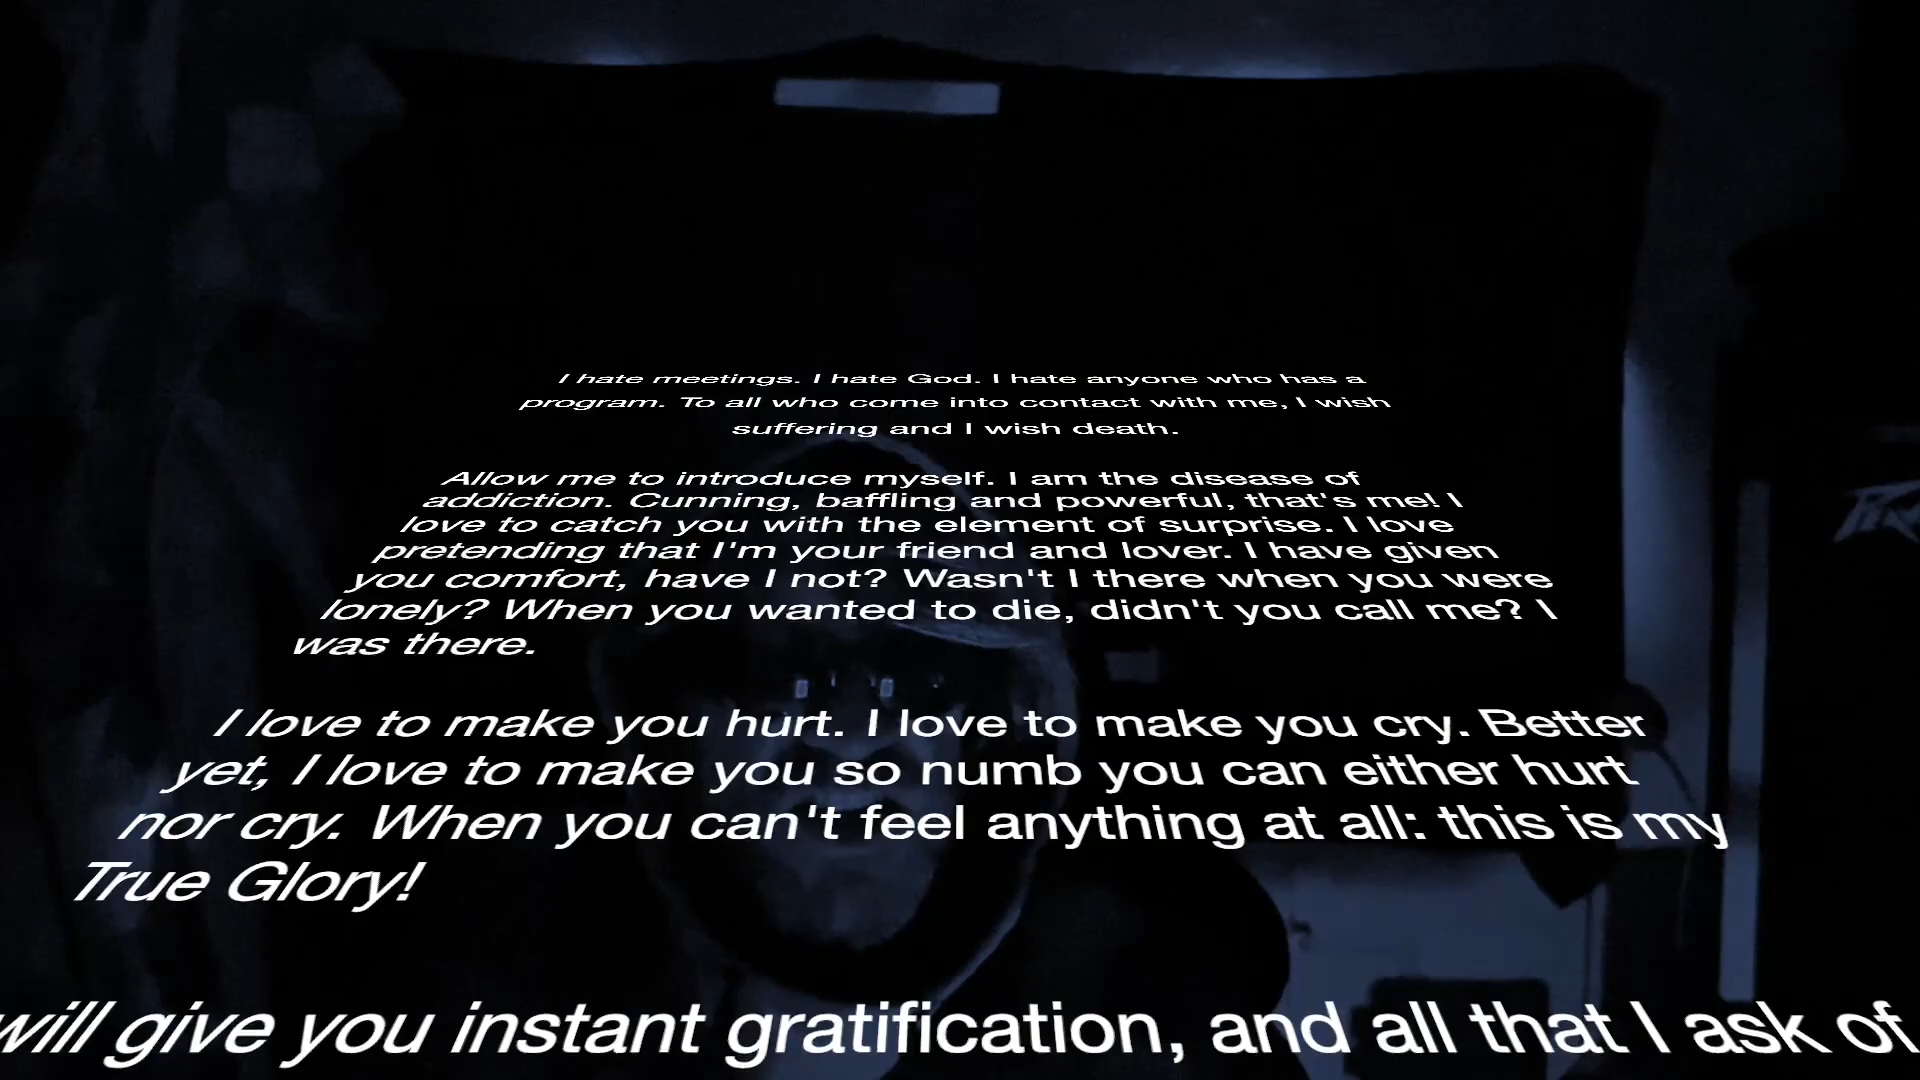 I hate meetings. I hate God. I hate anyone who has a
program. To all who come into contact with me, I wish
suffering and I wish death.
Allow me to introduce myself. I am the disease of
addiction. Cunning, baffling and powerful, that's me! I
love to catch you with the element of surprise. I love
pretending that I'm your friend and lover. I have given
you comfort, have I not? Wasn't I there when you were
lonely? When you wanted to die, didn't you call me? I
was there.
I love to make you hurt. I love to make you cry. Better
yet, I love to make you so numb you can either hurt
nor cry. When you can't feel anything at all: this is my
True Glory!
will give you instant gratification, and all that I ask of